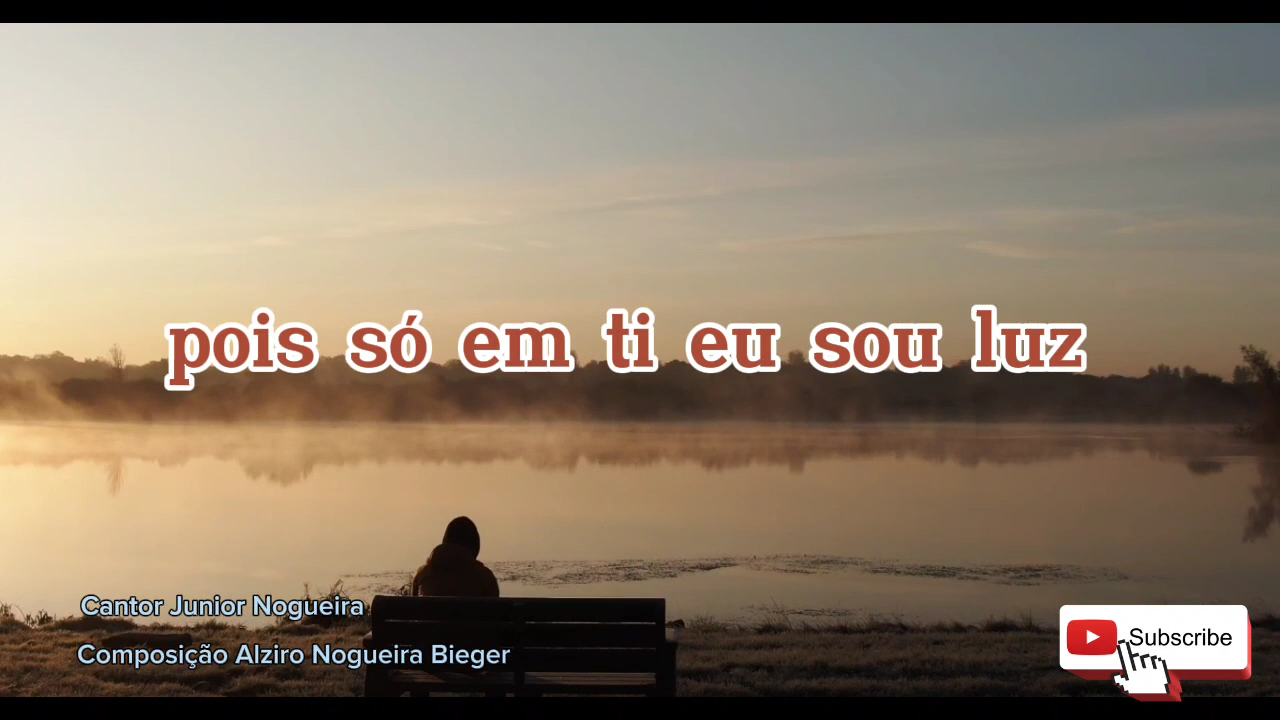 pois só em ti eu sou luz
Cantor Junior Nogueira
Composição Alziro Nogueira Bieger
Subscribe